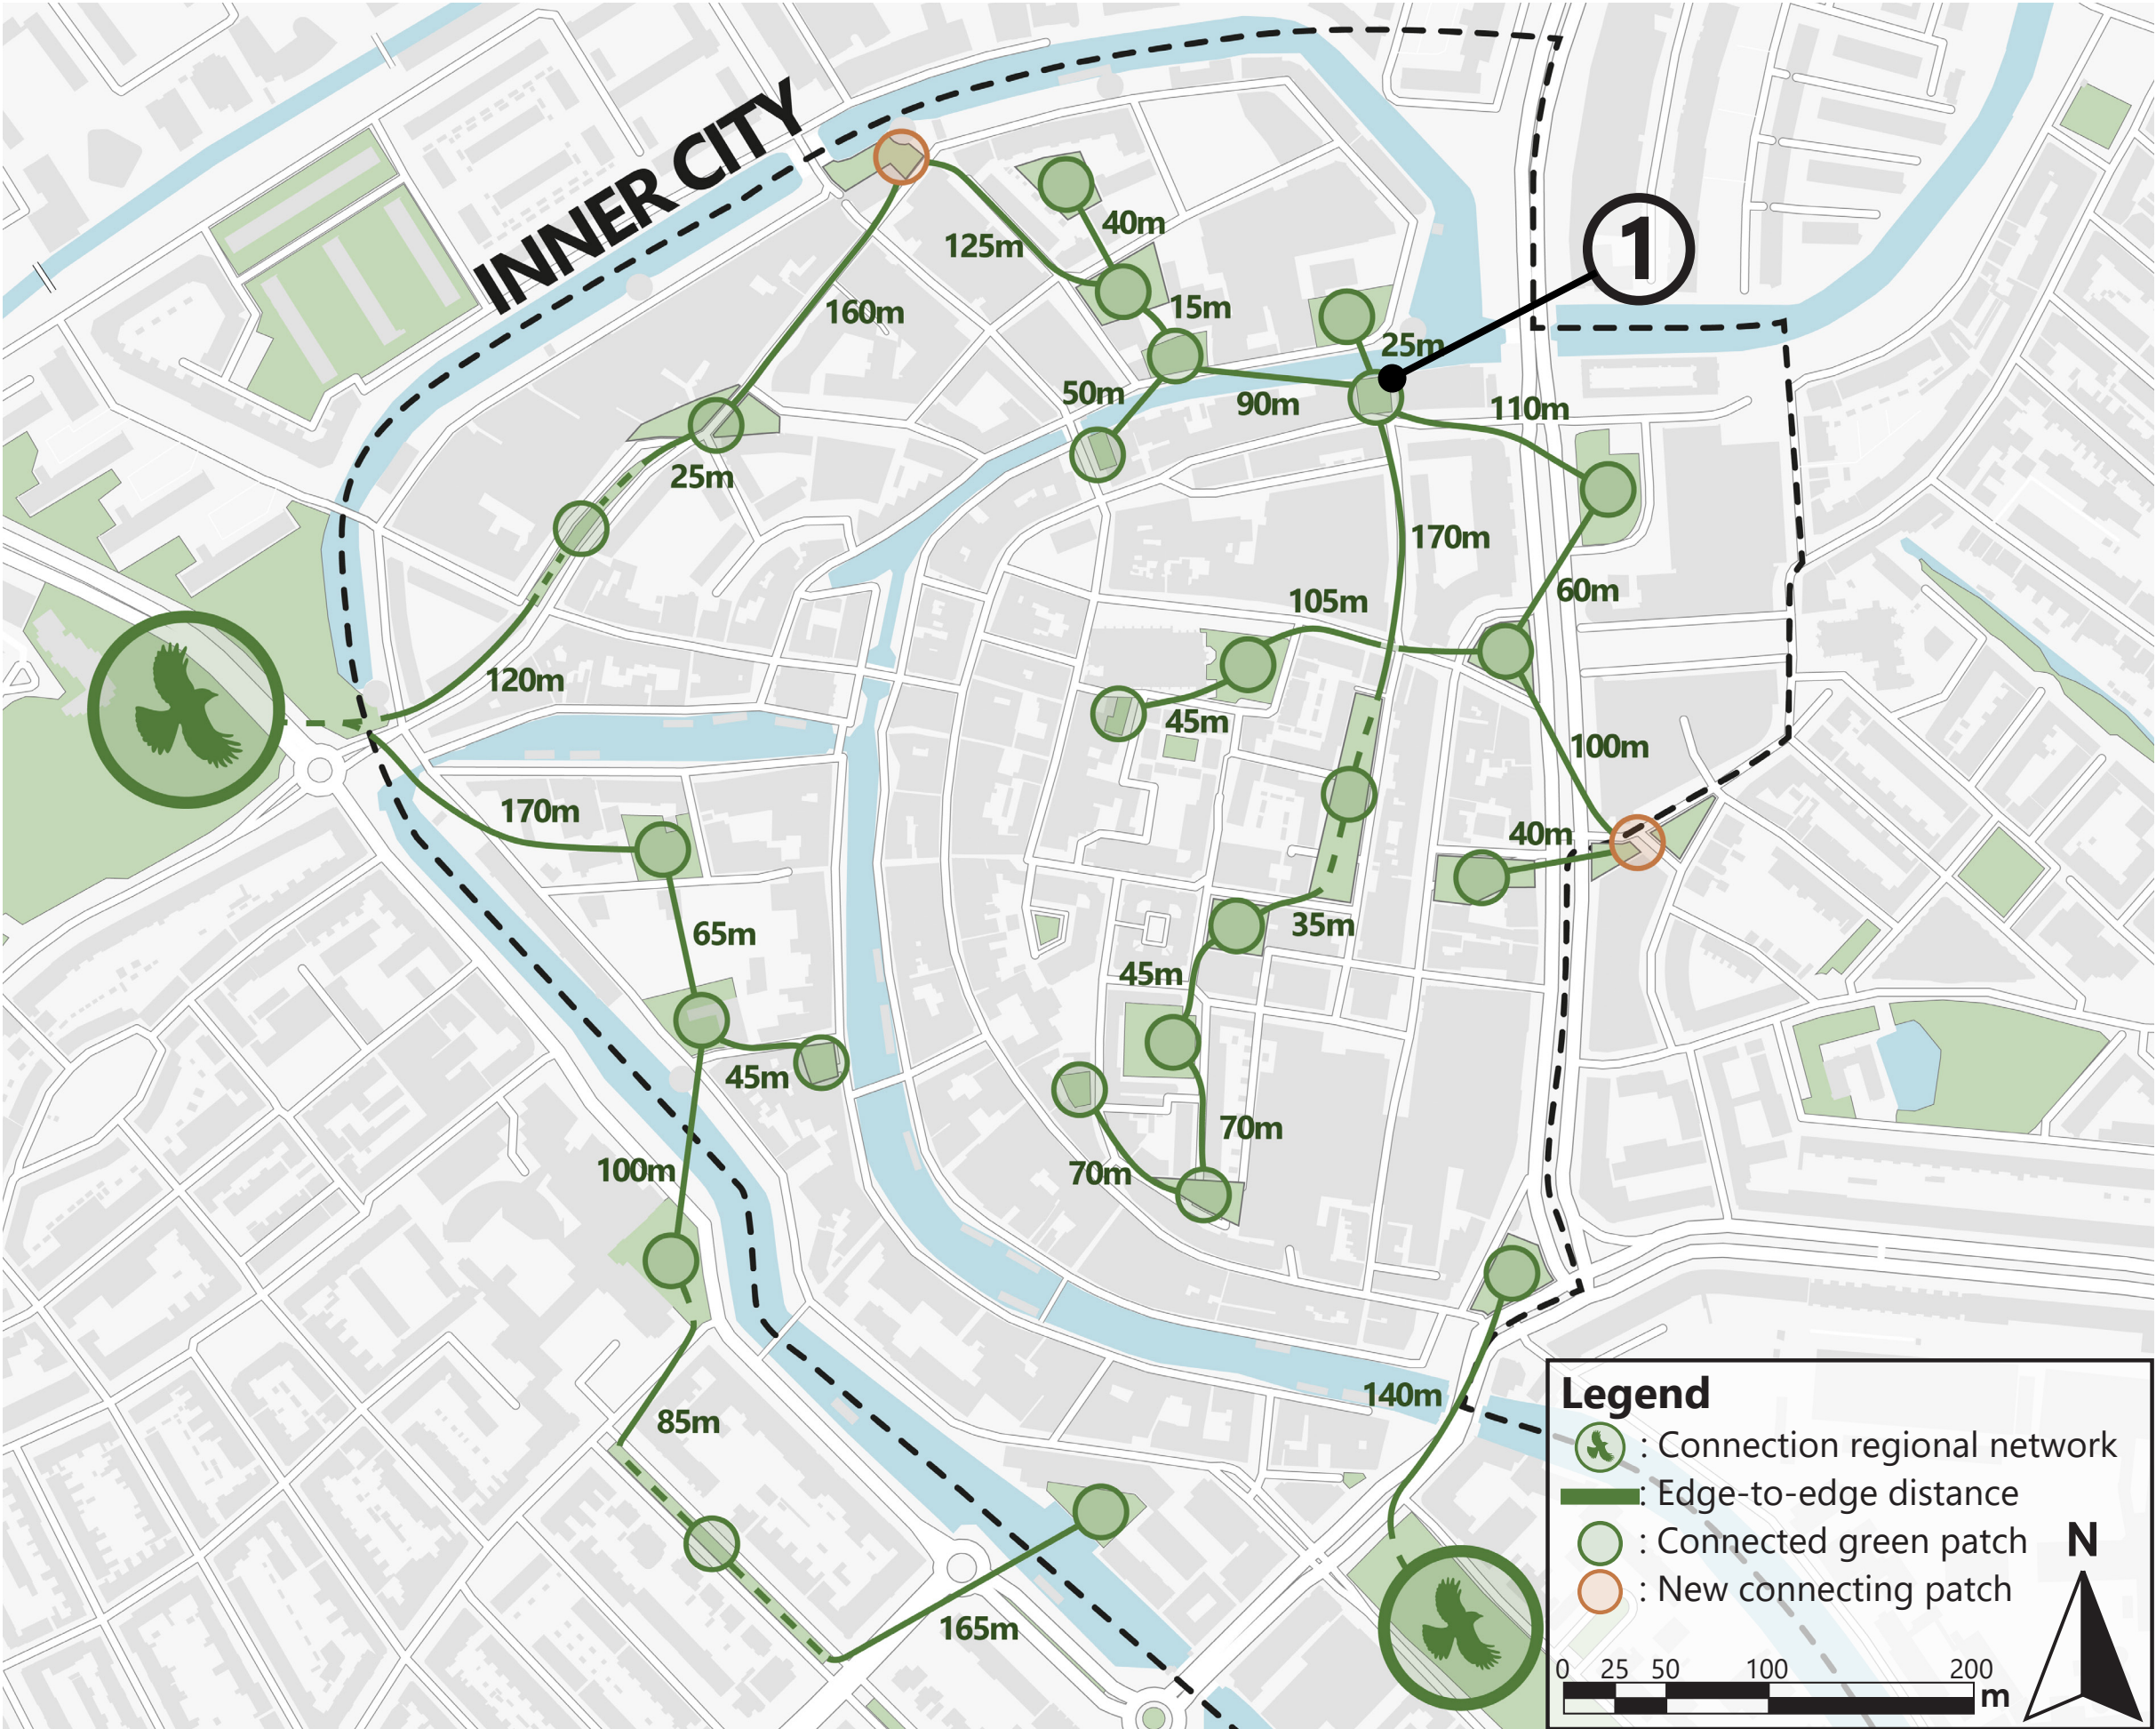 INNER CITY
1
40m
125m
160m
15m
25m
50m
90m
110m
25m
170m
60m
105m
120m
45m
100m
170m
40m
35m
65m
45m
45m
70m
70m
100m
140m
85m
165m
Legend
: Connection regional network
: Edge-to-edge distance
: Connected green patch
: New connecting patch
N
0 25 50 100 200
m